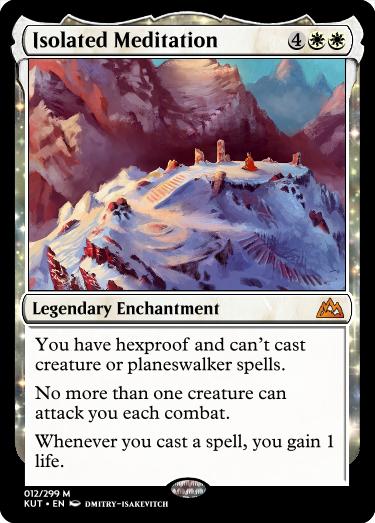 Isolated Meditation 4
Legendary Enchantment
You have hexproof and can't cast
creature or planeswalker spells.
No more than one creature can
attack you each combat.
Whenever you cast a spell, you gain 1
life.
012/299 M
KUT • EN DMITRY-ISAKEVITCH